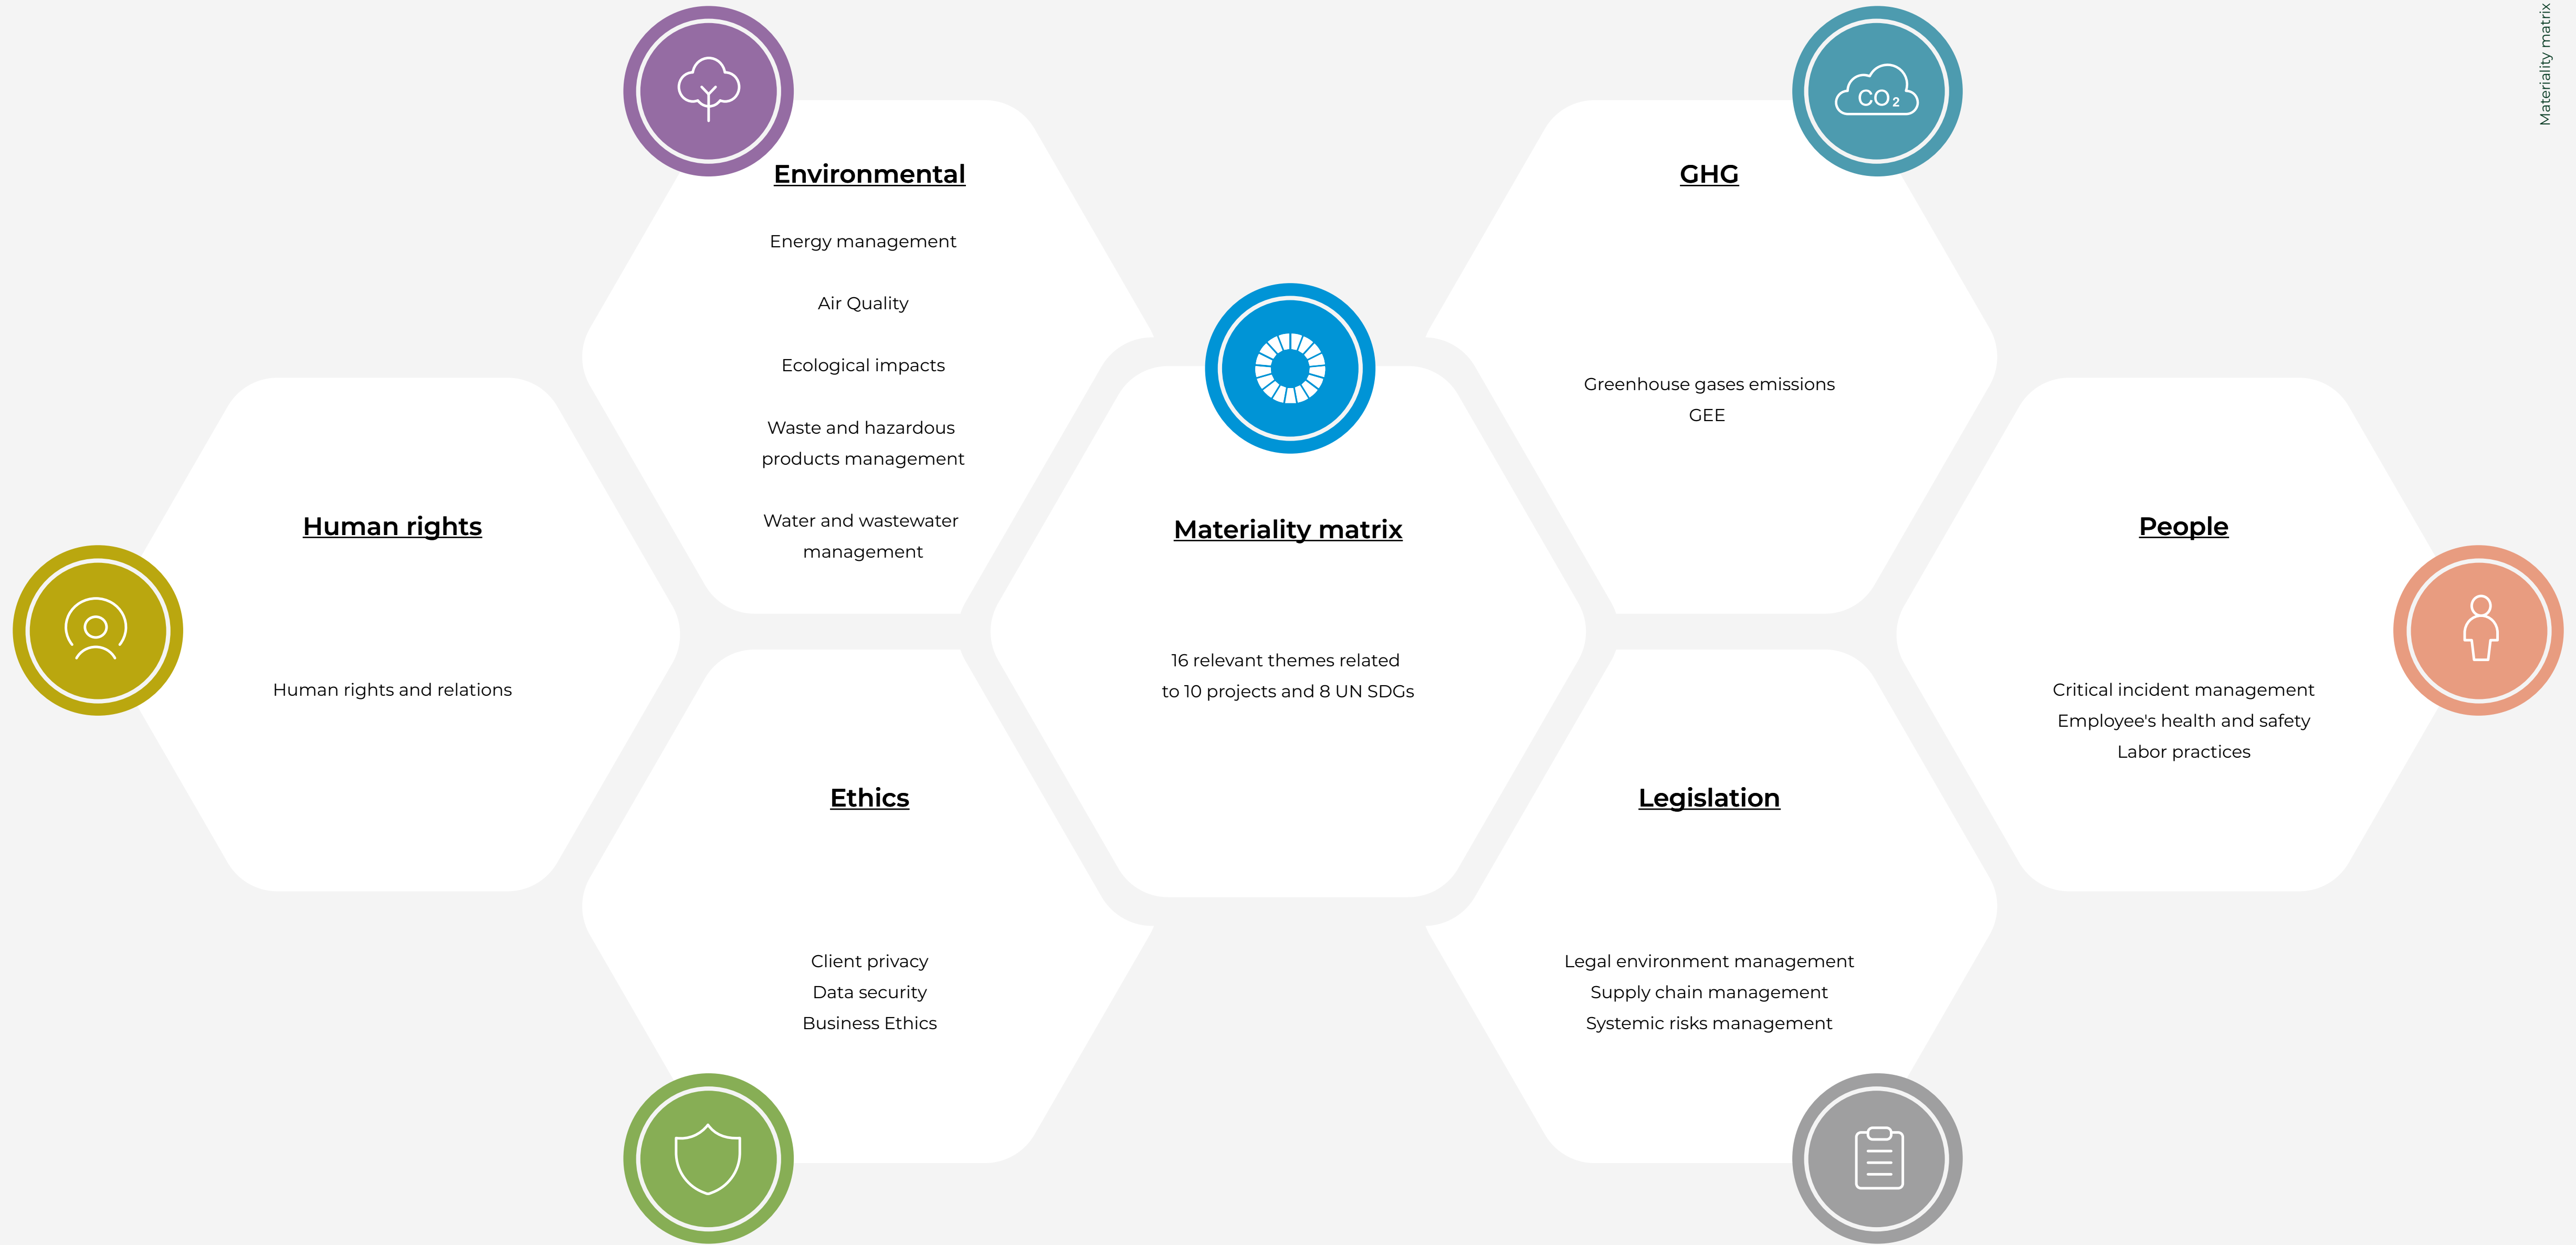 Materiality matrix
CO2
Environmental
Energy management
Air Quality
Ecological impacts
Waste and hazardous
products management
Water and wastewater
management
GHG
Greenhouse gases emissions
GEE
Human rights
Human rights and relations
Materiality matrix
16 relevant themes related
to 10 projects and 8 UN SDGs
People
Critical incident management
Employee's health and safety
Labor practices
Ethics
Client privacy
Data security
Business Ethics
Legislation
Legal environment management
Supply chain management
Systemic risks management